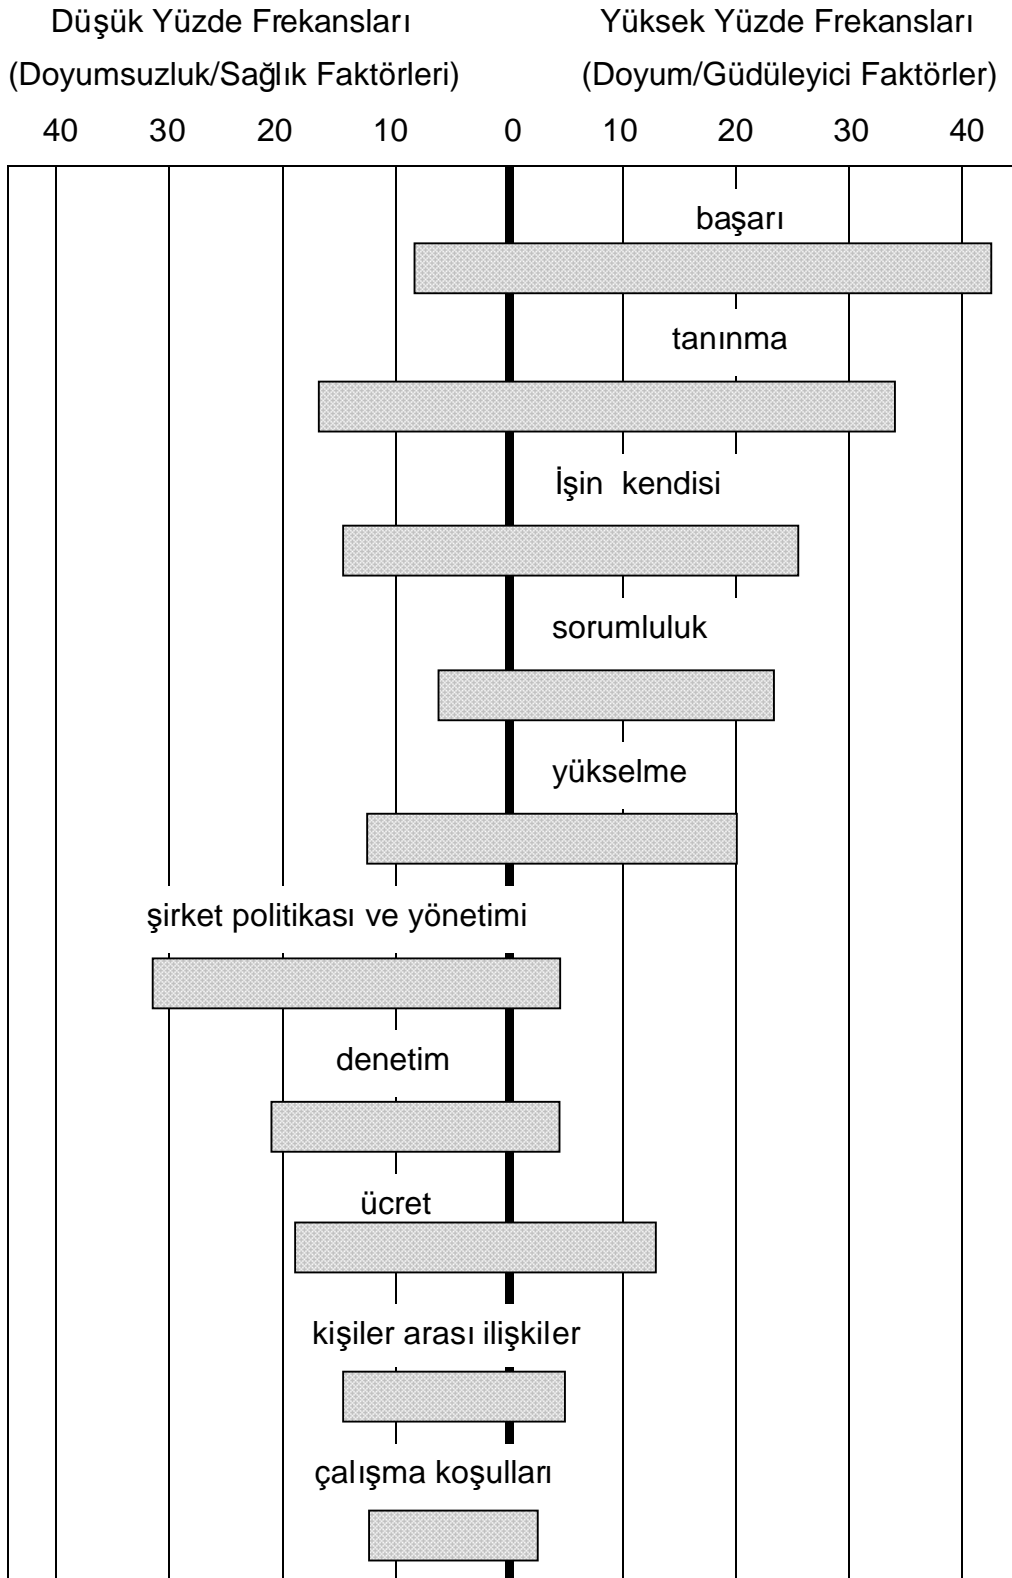 Düşük Yüzde Frekansları Yüksek Yüzde Frekansları
(Doyumsuzluk/Sağlık Faktörleri) (Doyum/Güdüleyici Faktörler)
40 30 20 10 0 10 20 30 40
başarı
tanınma
İşin kendisi
sorumluluk
yükselme
şirket politikası ve yönetimi
denetim
ücret
kişiler arası ilişkiler
çalışma koşulları